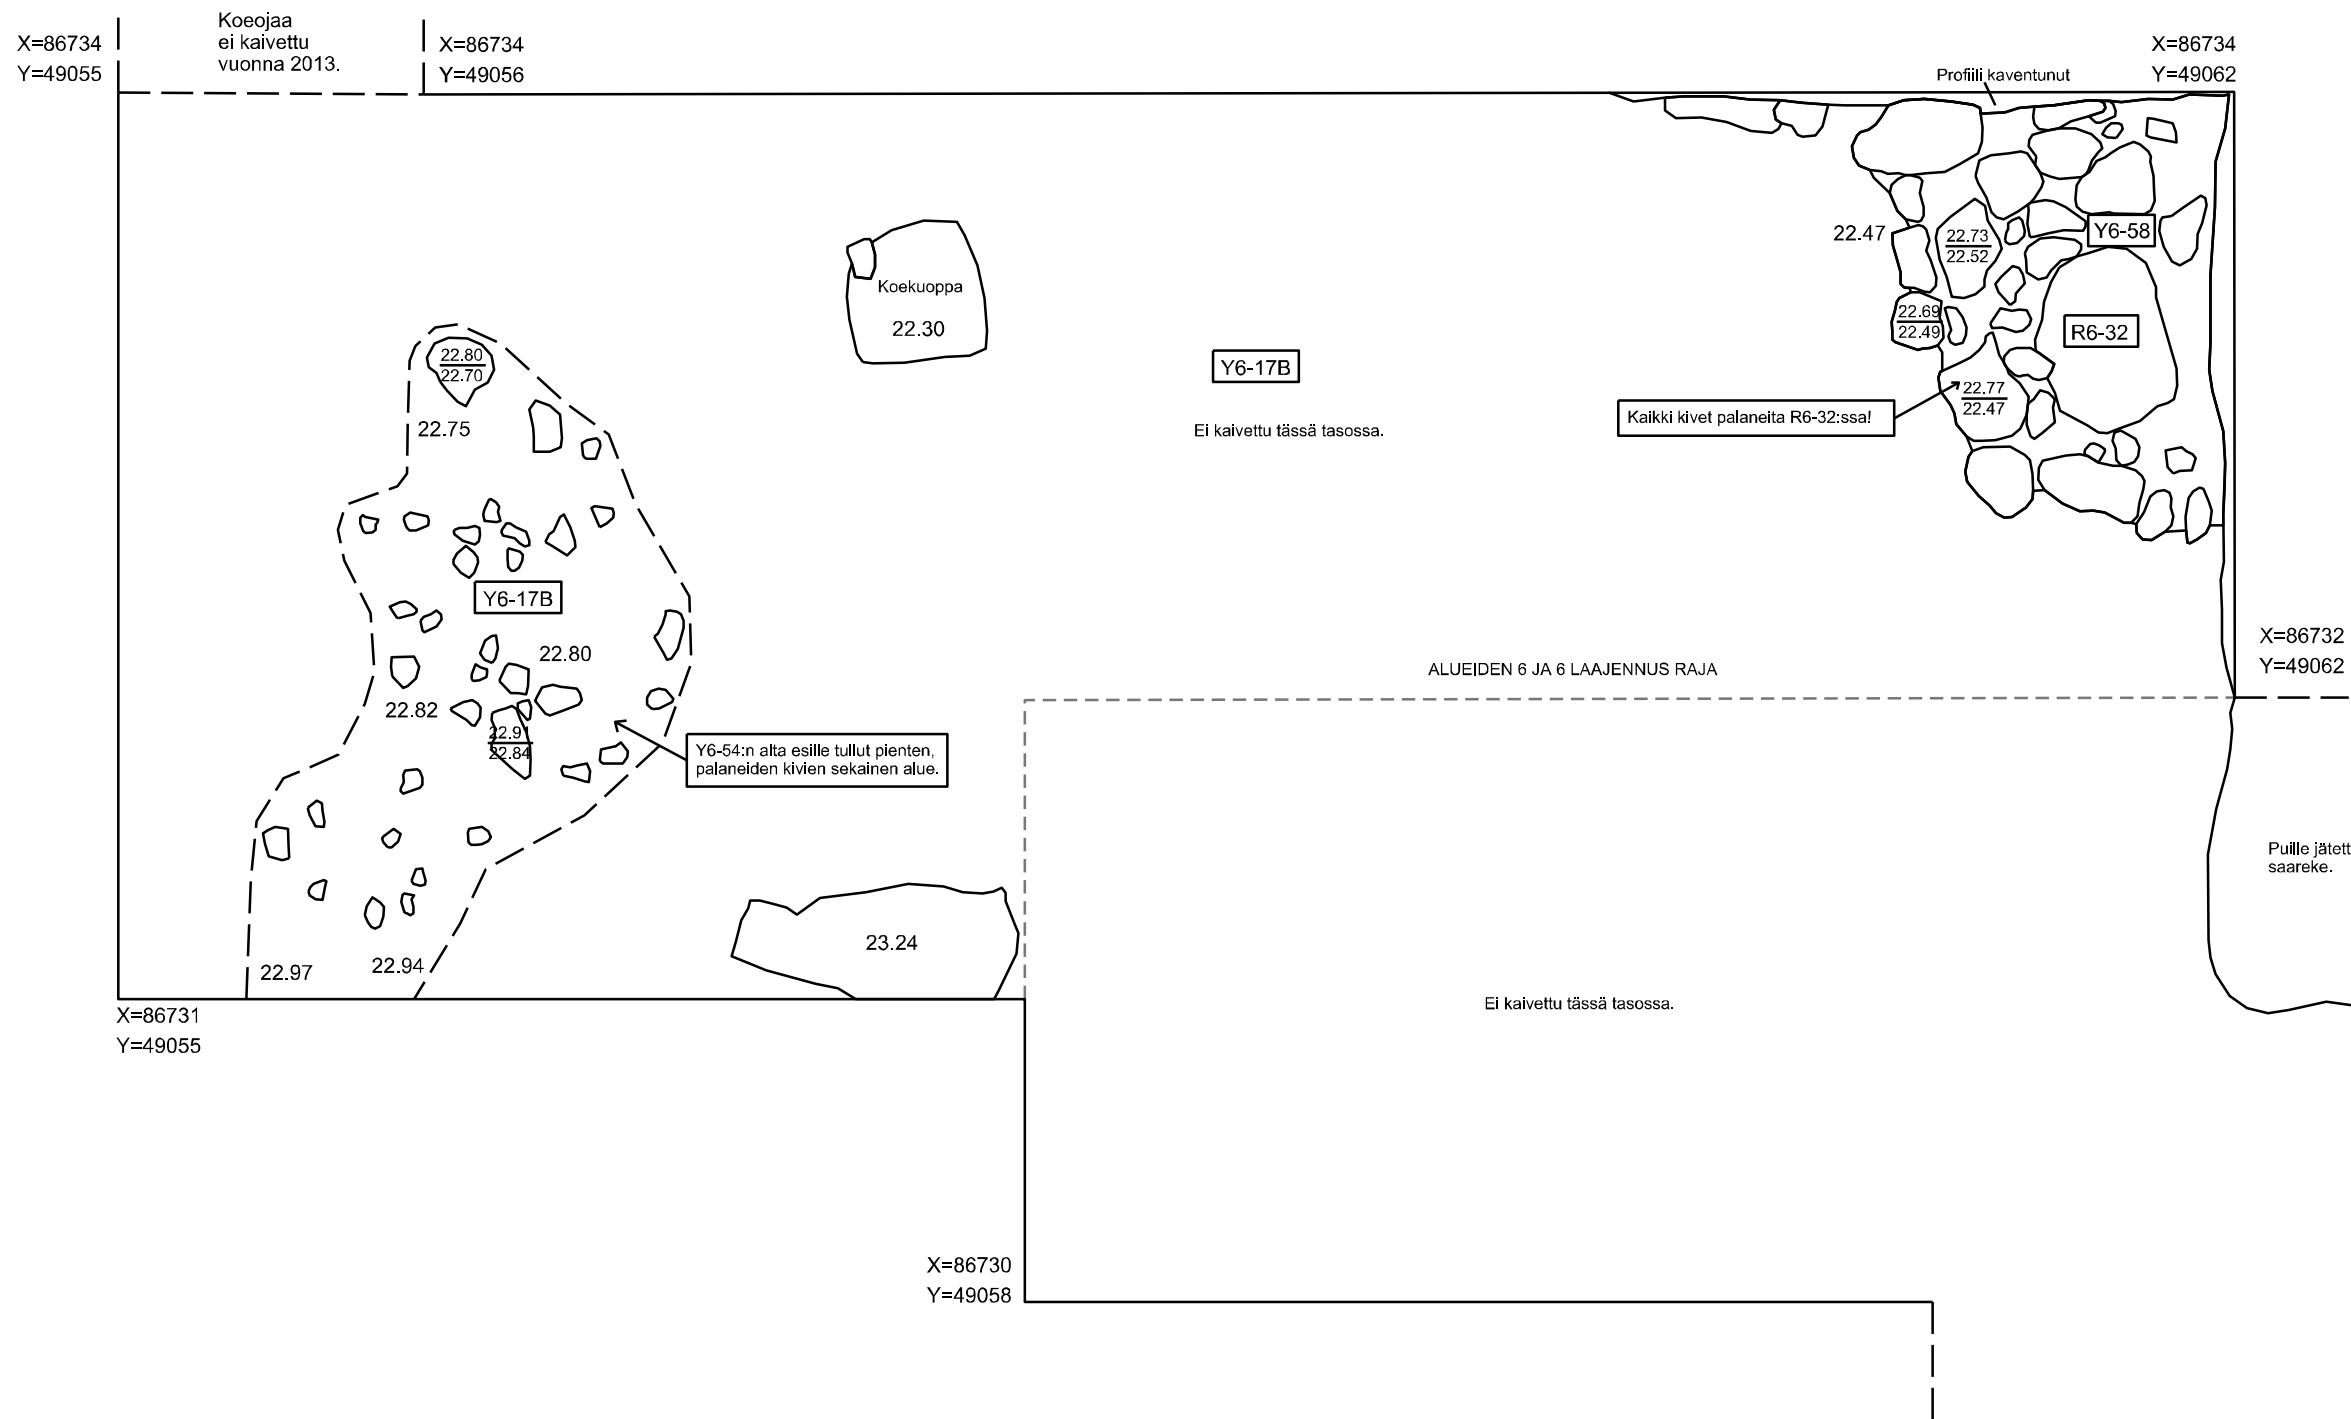 Koeojaa
ei kaivettu
vuonna 2013.
X=86734
Y=49055
X=86734
Y=49056
X=86734
Y=49062
Profiili kaventunut
Y6-58
22.47
22.73
22.52
Koekuoppa
22.30
22.69
22.49
R6-32
22.80
22.70
Y6-17B
22.77
22.47
Kaikki kivet palaneita R6-32:ssa!
22.75
Ei kaivettu tässä tasossa.
Y6-17B
22.80
X=86732
Y=49062
ALUEIDEN 6 JA 6 LAAJENNUS RAJA
22.82
22.91
22.84
Y6-54:n alta esille tullut pienten,
palaneiden kivien sekainen alue.
Puille jätett
saareke.
23.24
22.97
22.94
Ei kaivettu tässä tasossa.
X=86731
Y=49055
X=86730
Y=49058